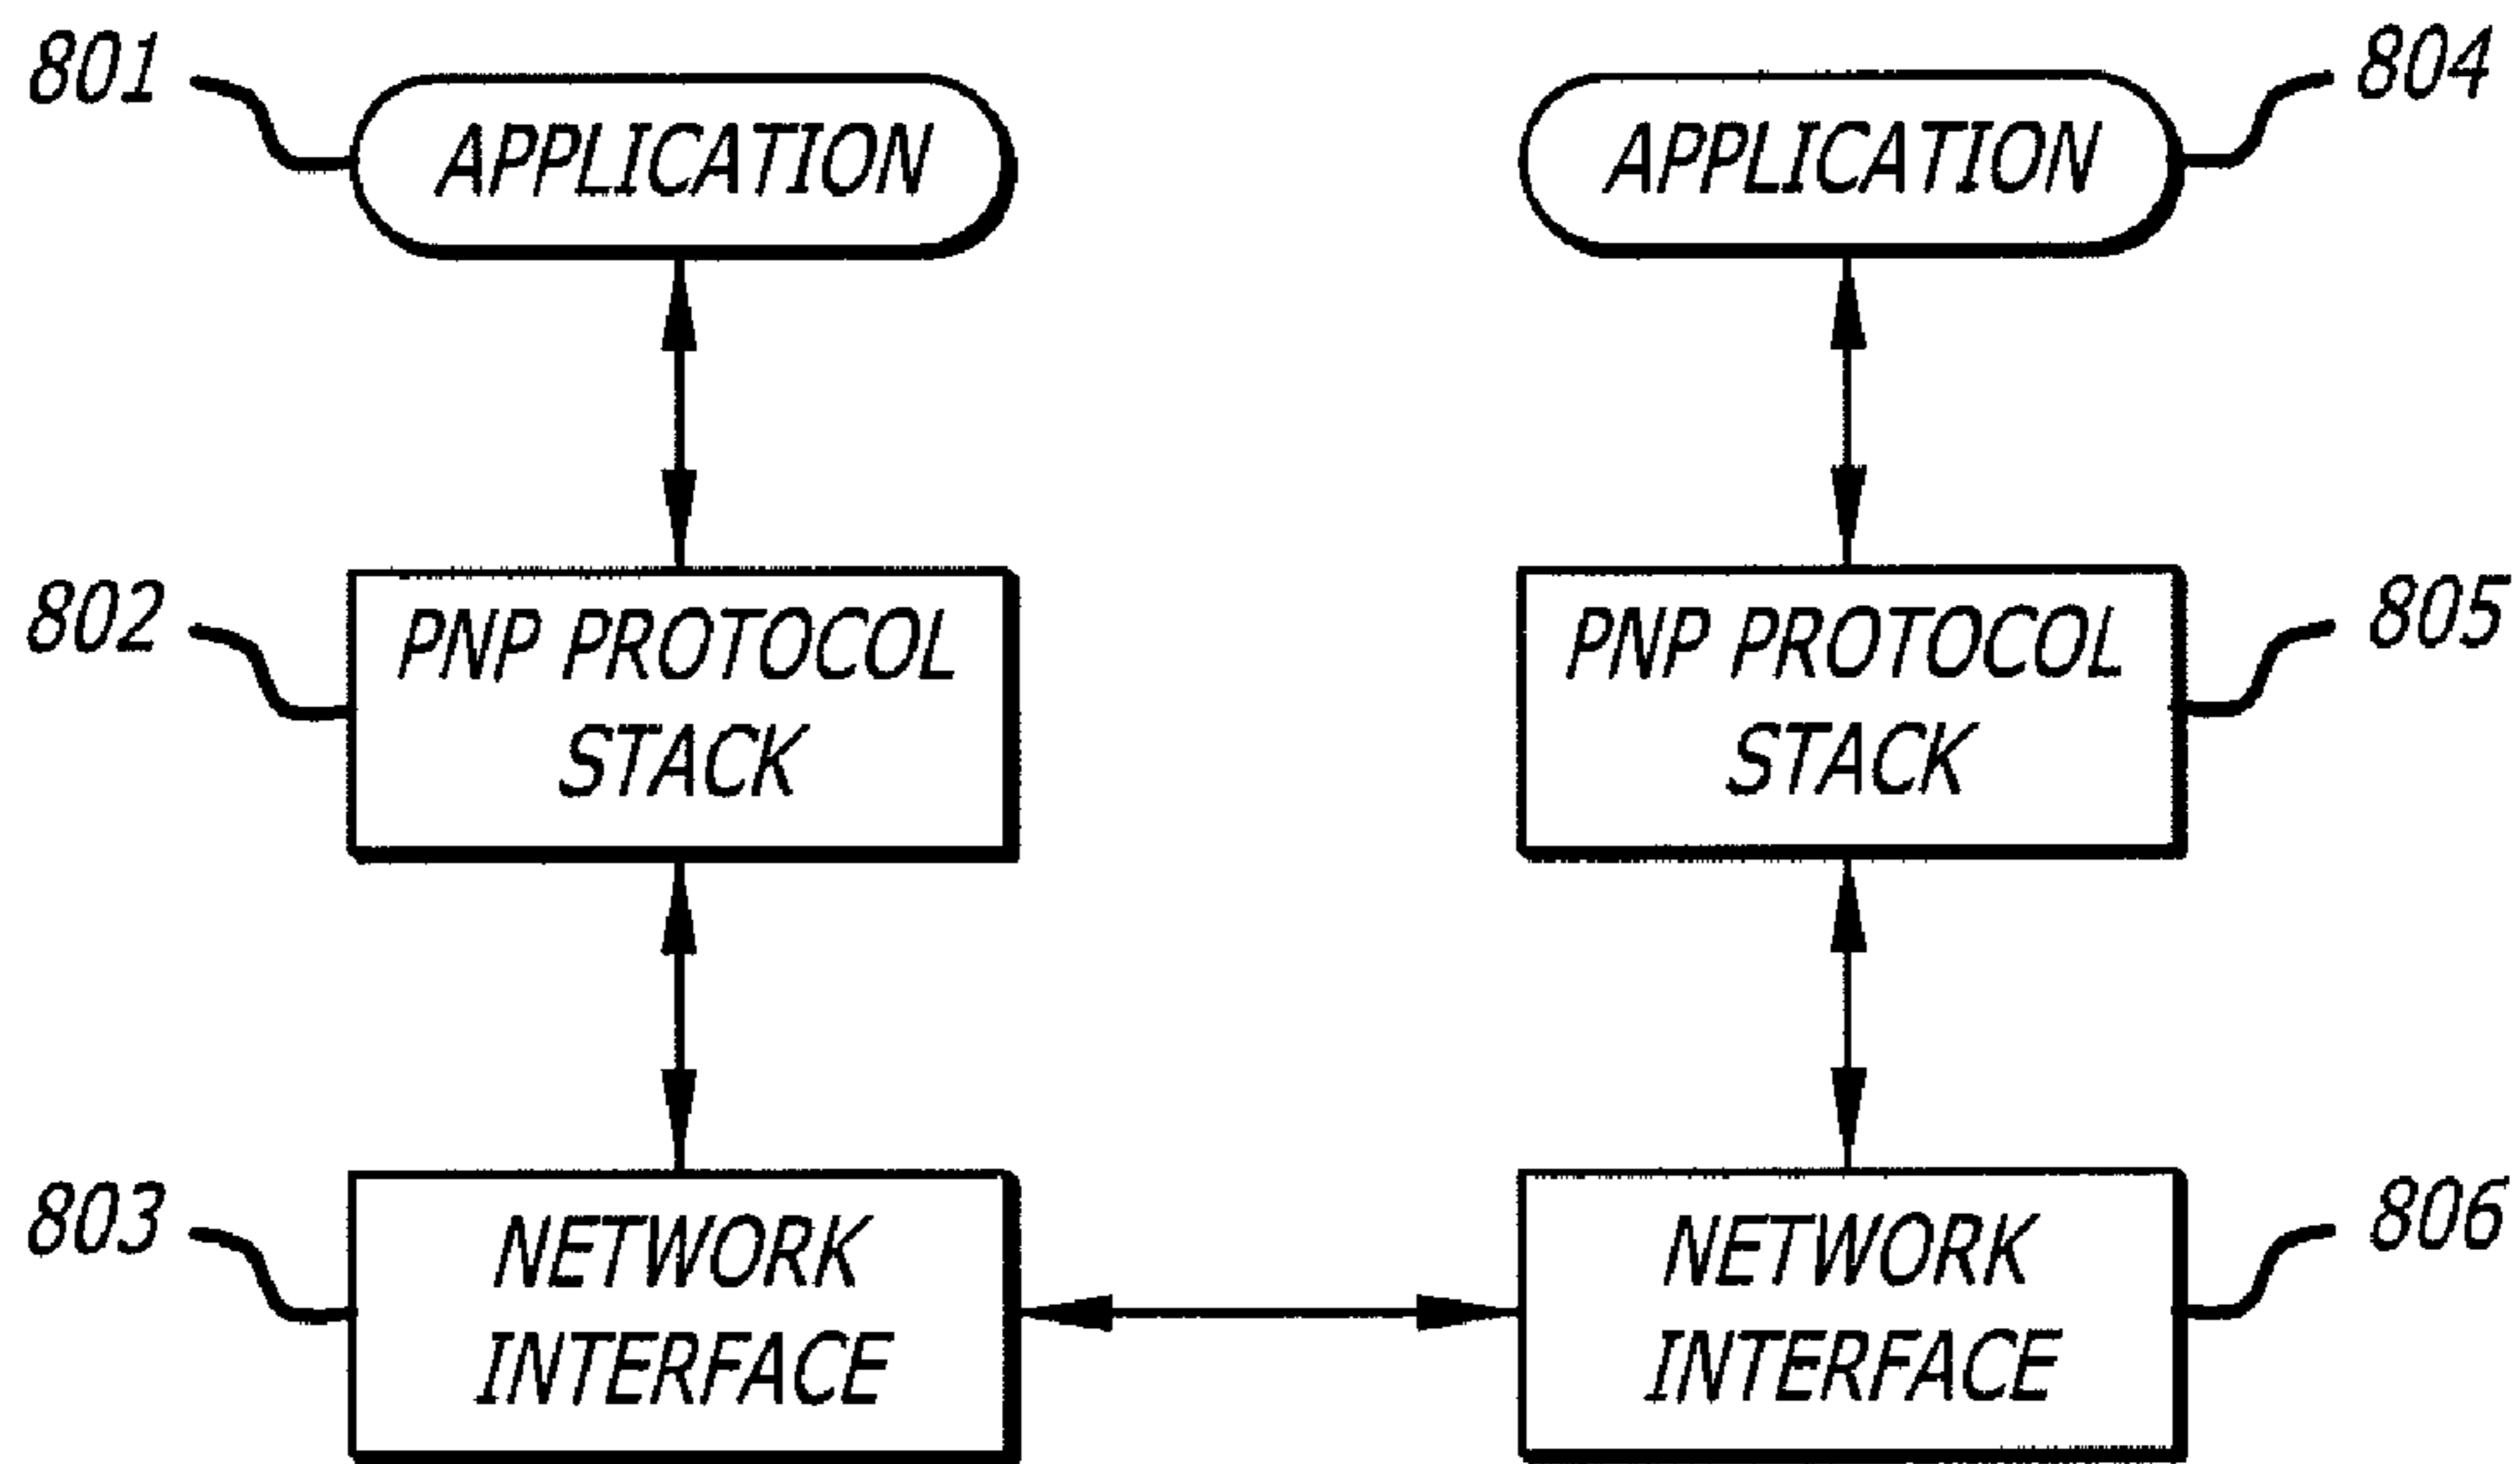 801
APPLICATION
APPLICATION
804
802
PNP PROTOCOL
STACK
PNP PROTOCOL
STACK
805
803
NETWORK
INTERFACE
NETWORK
INTERFACE
806